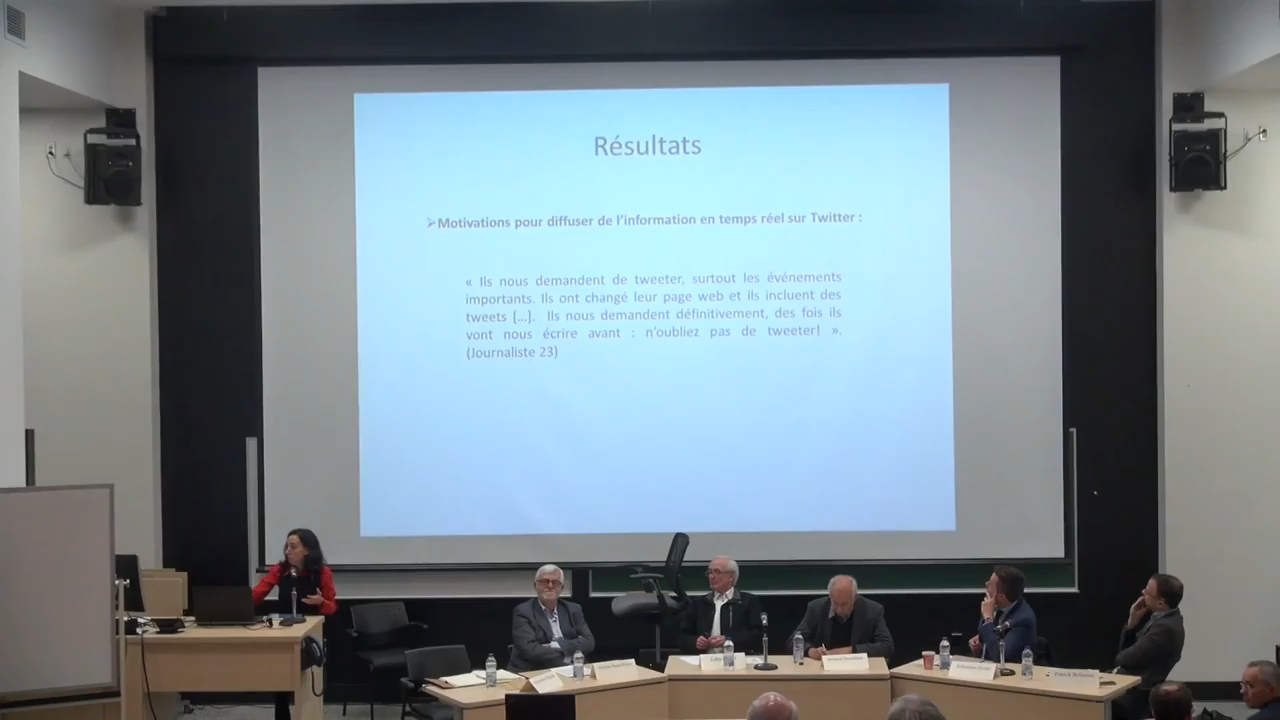 Résultats
➢Motivations pour diffuser de l'information en temps réel sur Twitter :
« Ils nous demandent de tweeter, surtout les événements
importants. Ils ont changé leur page web et ils incluent des
tweets [...]. Ils nous demandent définitivement, des fois ils
vont nous écrire avant : n'oubliez pas de tweeter! ».
(Journaliste 23)